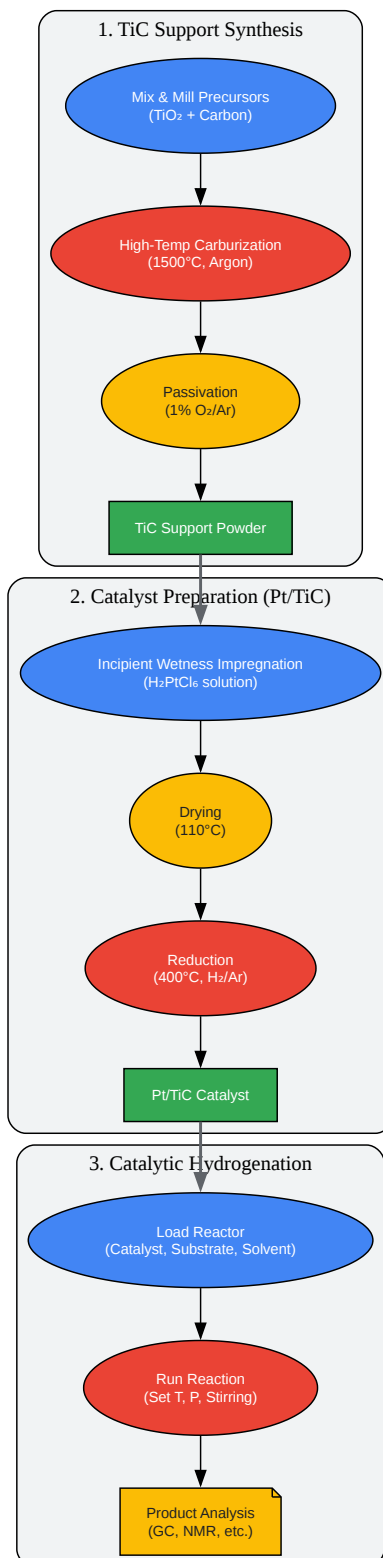 1. TiC Support Synthesis
Mix & Mill Precursors
(TiO₂ + Carbon)
High-Temp Carburization
(1500°C, Argon)
Passivation
(1% O₂/Ar)
TiC Support Powder
2. Catalyst Preparation (Pt/TiC)
Incipient Wetness Impregnation
(H₂PtCl₆ solution)
Drying
(110°C)
Reduction
(400°C, H₂/Ar)
Pt/TiC Catalyst
3. Catalytic Hydrogenation
Load Reactor
(Catalyst, Substrate, Solvent)
Run Reaction
(Set T, P, Stirring)
Product Analysis
(GC, NMR, etc.)